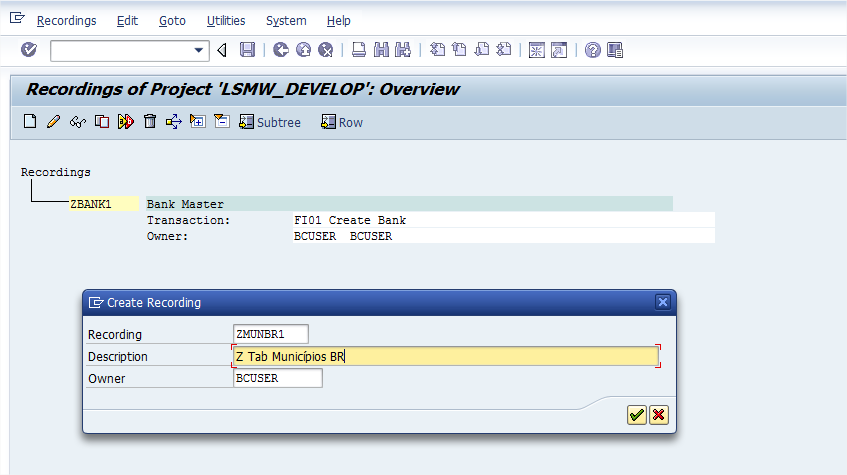 Recordings Edit Goto Utilities System Help
Recordings of Project 'LSMW_DEVELOP': Overview
Subtree Row
Recordings
ZBANK1 Bank Master
Transaction: FI01 Create Bank
Owner: BCUSER BCUSER
Create Recording
Recording ZMUNBR1
Description Z Tab Municípios BR
Owner BCUSER